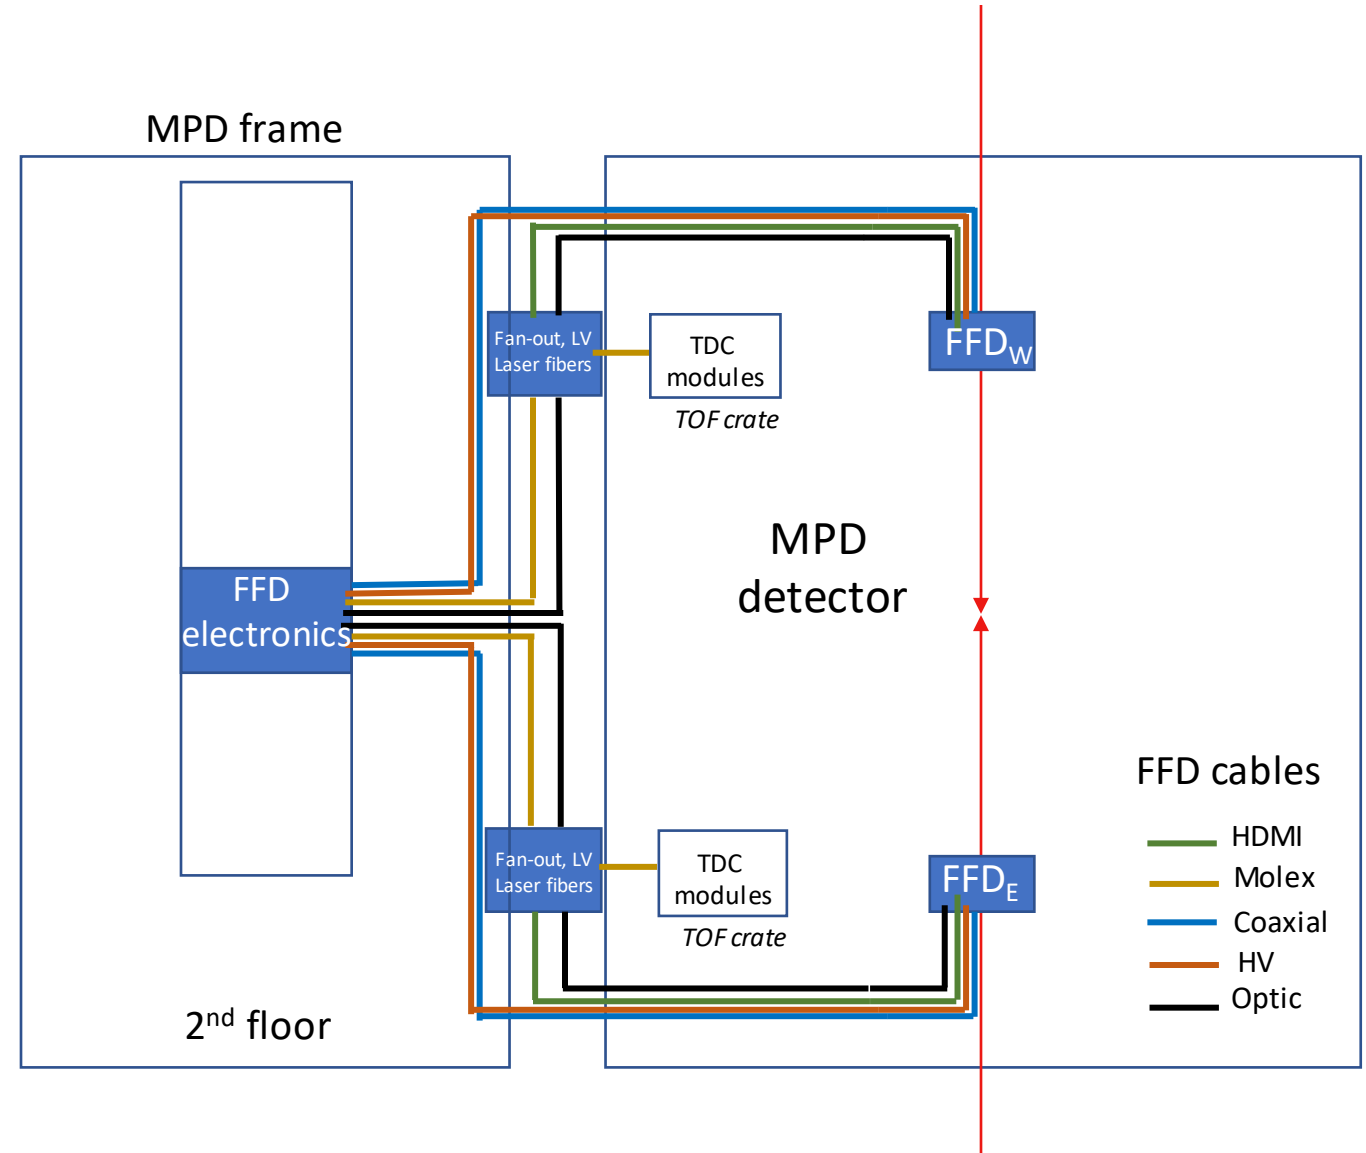 MPD frame
Fan-out, LV
Laser fibers
TDC
modules
TOF crate
FFDW
MPD
detector
FFD
electronics
FFD cables
HDMI
Molex
Coaxial
HV
Optic
Fan-out, LV
Laser fibers
TDC
modules
TOF crate
FFDE
2nd floor